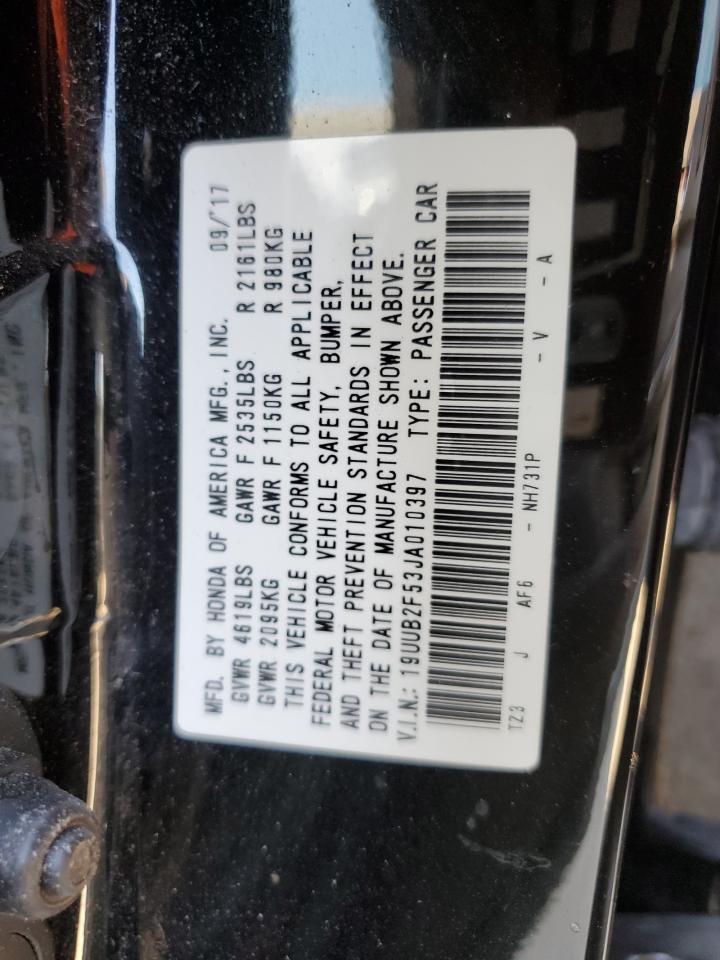 MFD. BY HONDA OF AMERICA MFG., INC. 09/'17
GVWR 4619LBS GAWR F 2535LBS R 2161LBS
GVWR 2095KG GAWR F 1150KG R 980KG
THIS VEHICLE CONFORMS TO ALL APPLICABLE
FEDERAL MOTOR VEHICLE SAFETY, BUMPER,
AND THEFT PREVENTION STANDARDS IN EFFECT
ON THE DATE OF MANUFACTURE SHOWN ABOVE.
V.I.N.: 19UUB2F53JA010397 TYPE: PASSENGER CAR
TZ3 J AF6 - NH731P - V - A